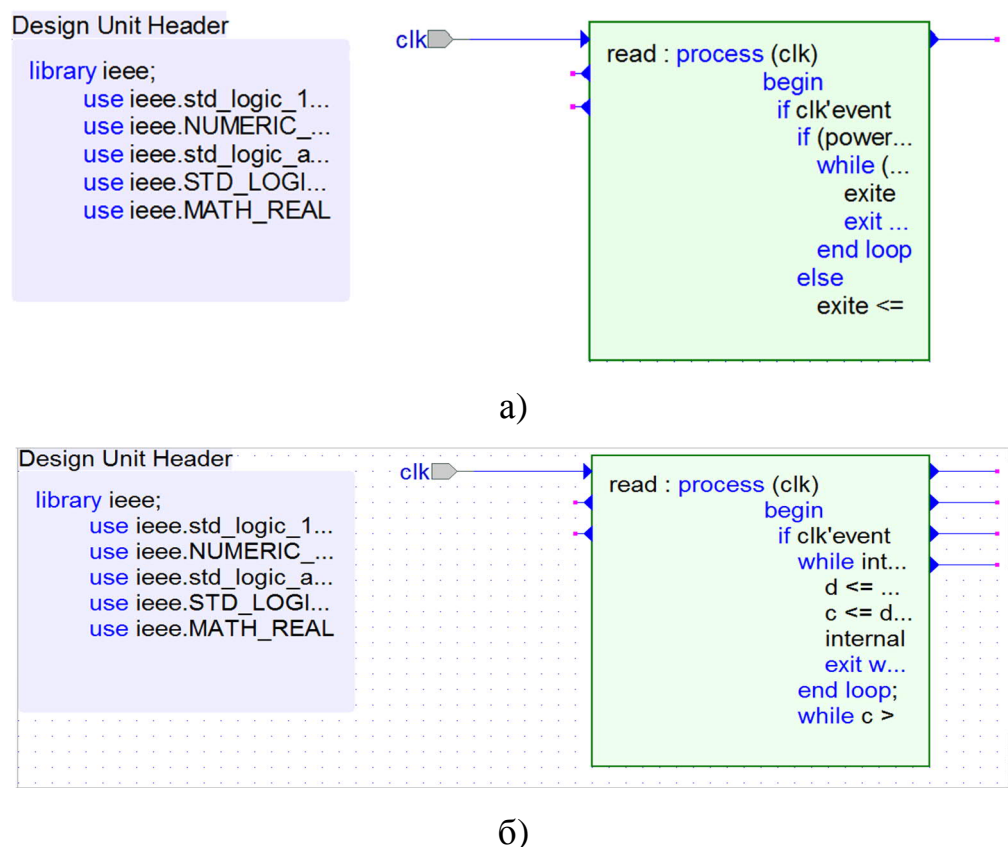 Design Unit Header
library ieee;
use ieee.std_logic_1...
use ieee.NUMERIC_...
use ieee.std_logic_a...
use ieee.STD_LOGI...
use ieee.MATH_REAL
clk
read : process (clk)
begin
if clk'event
if (power...
while (...
exite
exit ...
end loop
else
exite <=
а)
Design Unit Header
library ieee;
use ieee.std_logic_1...
use ieee.NUMERIC_...
use ieee.std_logic_a...
use ieee.STD_LOGI...
use ieee.MATH_REAL
clk
read : process (clk)
begin
if clk'event
while int...
d <= ...
c <= d...
internal
exit w...
end loop;
while c >
б)